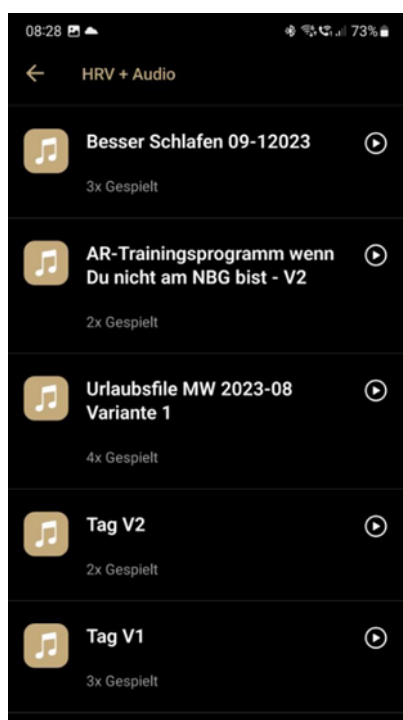 08:28 73%
HRV + Audio
Besser Schlafen 09-12023
3x Gespielt
AR-Trainingsprogramm wenn
Du nicht am NBG bist - V2
2x Gespielt
Urlaubsfile MW 2023-08
Variante 1
4x Gespielt
Tag V2
2x Gespielt
Tag V1
3x Gespielt